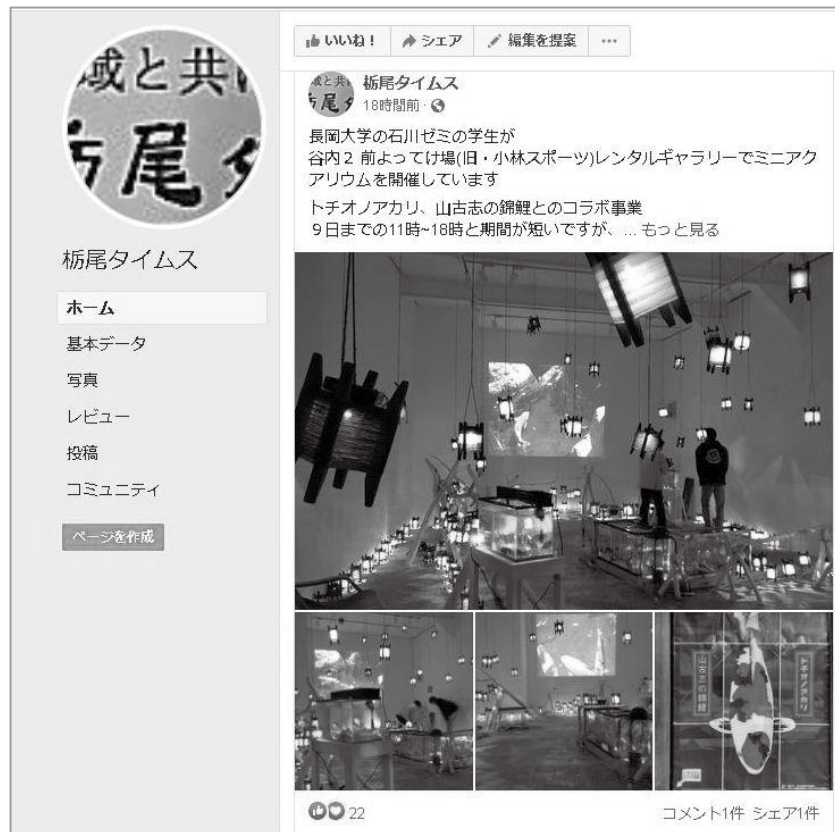 域と共に
栃尾タ
栃尾タイムス
ホーム
基本データ
写真
レビュー
投稿
コミュニティ
ページを作成
いいね!
シェア
編集を提案
…
栃尾タイムス
18時間前
長岡大学の石川ゼミの学生が
谷内2 前よってけ場(旧・小林スポーツ)レンタルギャラリーでミニアク
アリウムを開催しています
トチオノアカリ、山古志の錦鯉とのコラボ事業
9日までの11時~18時と期間が短いですが、... もっと見る
山古志の錦鯉
トチオノアカリ
22
コメント1件 シェア1件